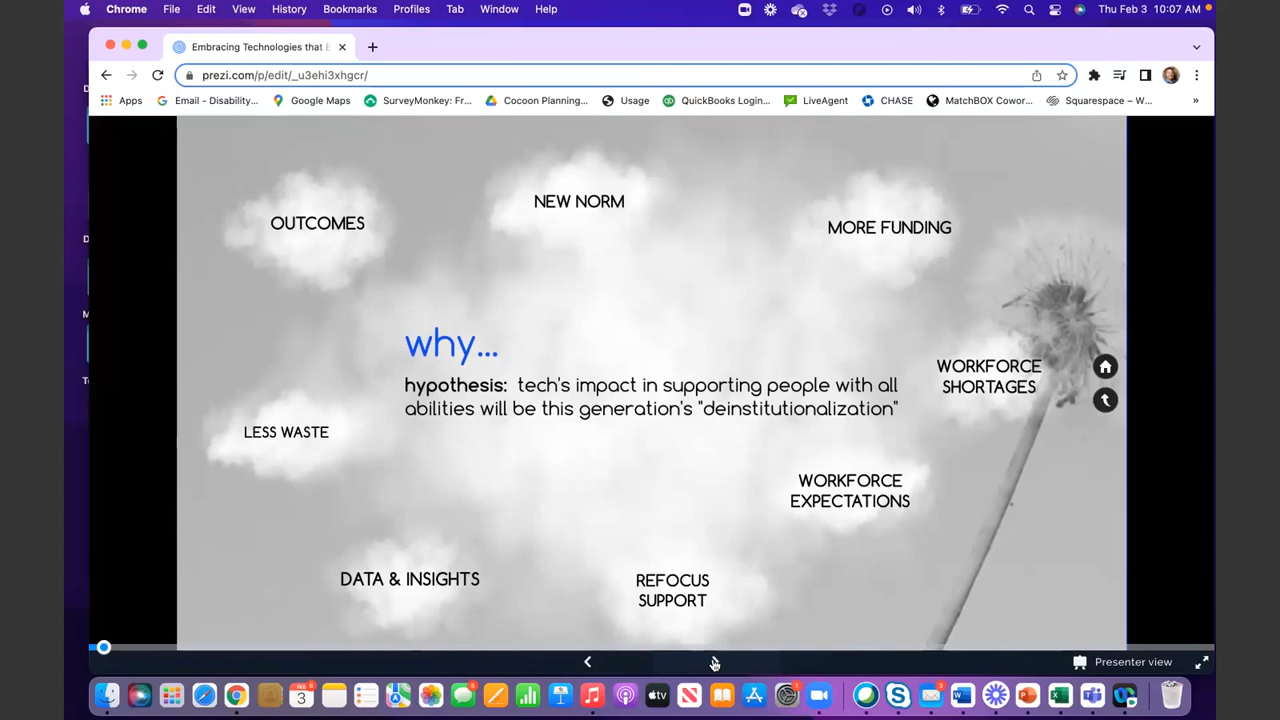 Chrome File Edit View History Bookmarks Profiles Tab Window Help Thu Feb 3 10:07 AM
Embracing Technologies that
prezi.com/p/edit/_u3ehi3xhgcr/
Apps Email - Disability... Google Maps SurveyMonkey: Fr... Cocoon Planning... Usage QuickBooks Login... LiveAgent CHASE MatchBOX Cowor... Squarespace – W... »
NEW NORM
OUTCOMES
MORE FUNDING
why...
WORKFORCE
SHORTAGES
hypothesis: tech's impact in supporting people with all
abilities will be this generation's "deinstitutionalization"
LESS WASTE
WORKFORCE
EXPECTATIONS
DATA & INSIGHTS
REFOCUS
SUPPORT
Presenter view